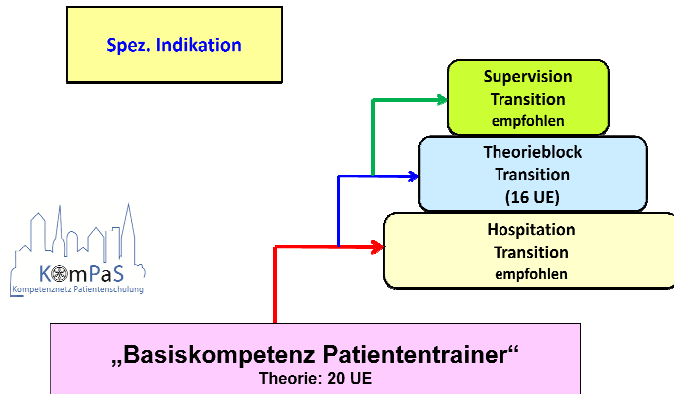 Spez. Indikation
Supervision
Transition
empfohlen
Theorieblock
Transition
(16 UE)
Hospitation
Transition
empfohlen
KomPaS
Kompetenznetz Patientenschulung
„Basiskompetenz Patiententrainer“
Theorie: 20 UE